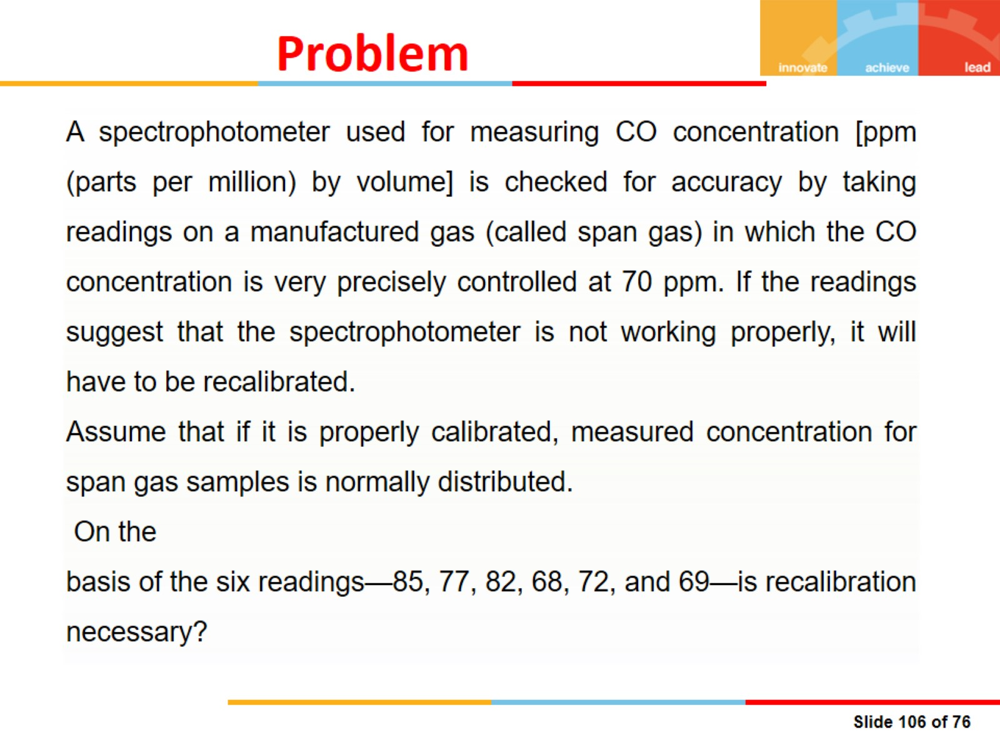 Problem
innovate achieve lead
A spectrophotometer used for measuring CO concentration [ppm
(parts per million) by volume] is checked for accuracy by taking
readings on a manufactured gas (called span gas) in which the CO
concentration is very precisely controlled at 70 ppm. If the readings
suggest that the spectrophotometer is not working properly, it will
have to be recalibrated.
Assume that if it is properly calibrated, measured concentration for
span gas samples is normally distributed.
On the
basis of the six readings—85, 77, 82, 68, 72, and 69—is recalibration
necessary?
Slide 106 of 76